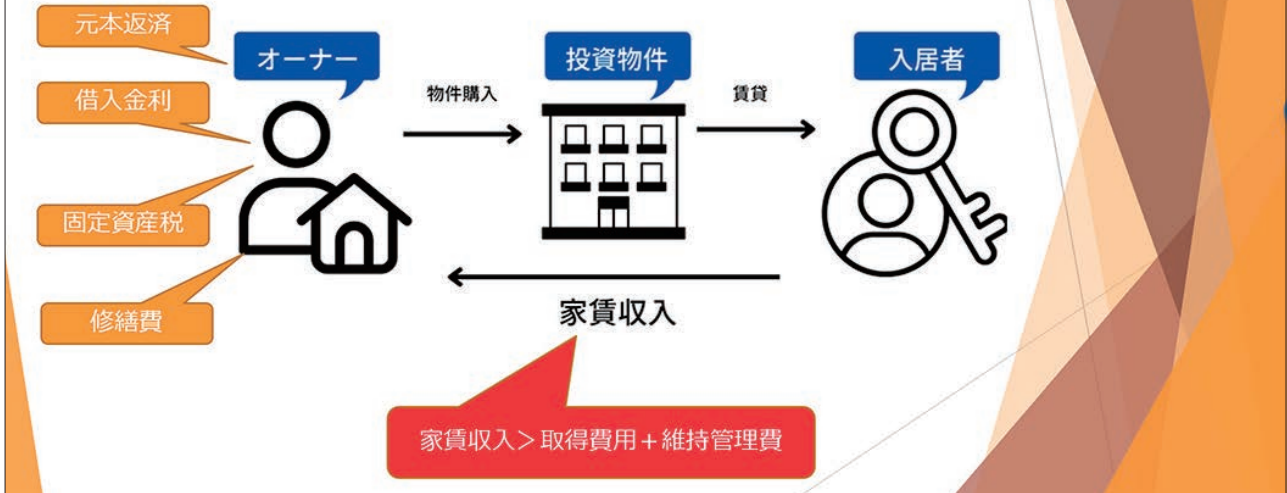 元本返済
オーナー
投資物件
入居者
借入金利
物件購入
賃貸
固定資産税
修繕費
家賃収入
家賃収入＞取得費用＋維持管理費